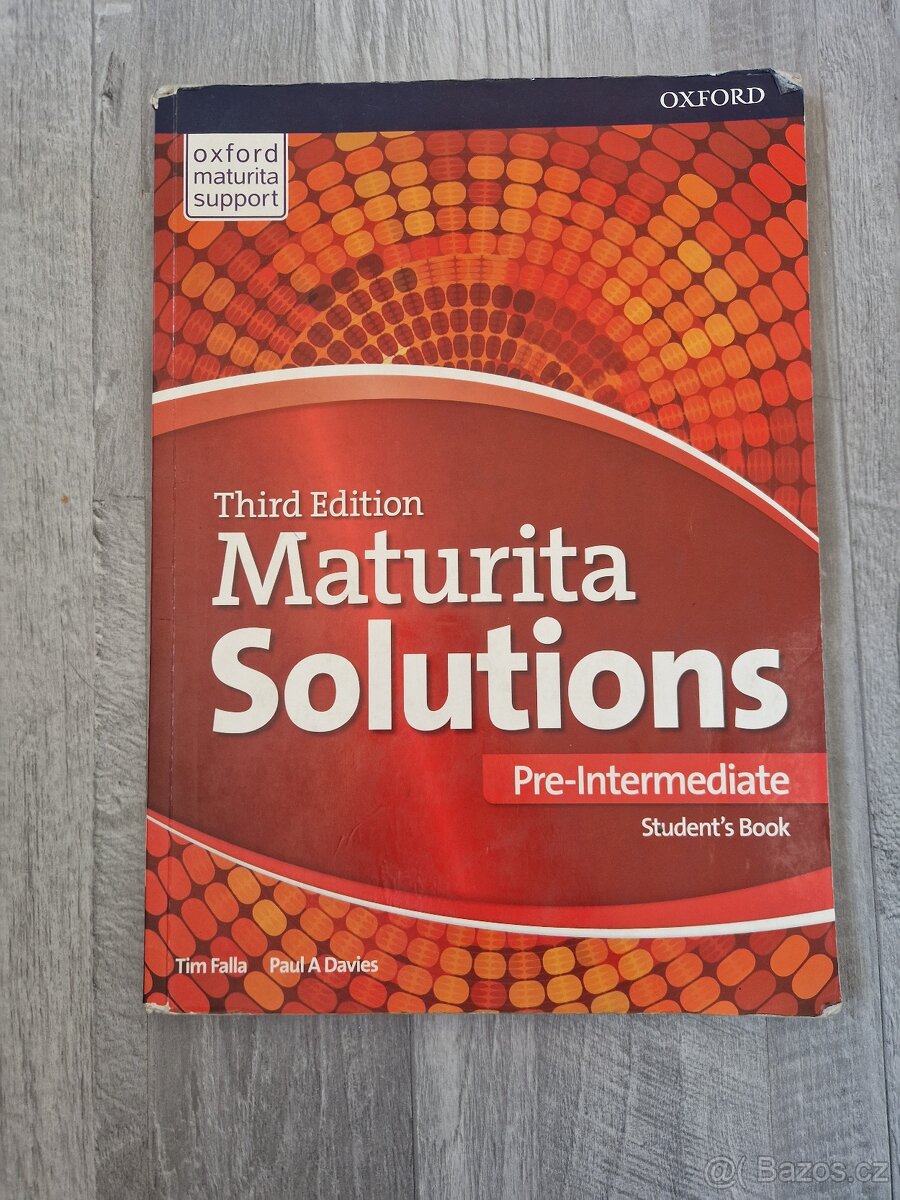 OXFORD
oxford
maturita
support
Third Edition
Maturita
Solutions
Pre-Intermediate
Student's Book
Tim Falla Paul A Davies
@( Bazos.cz